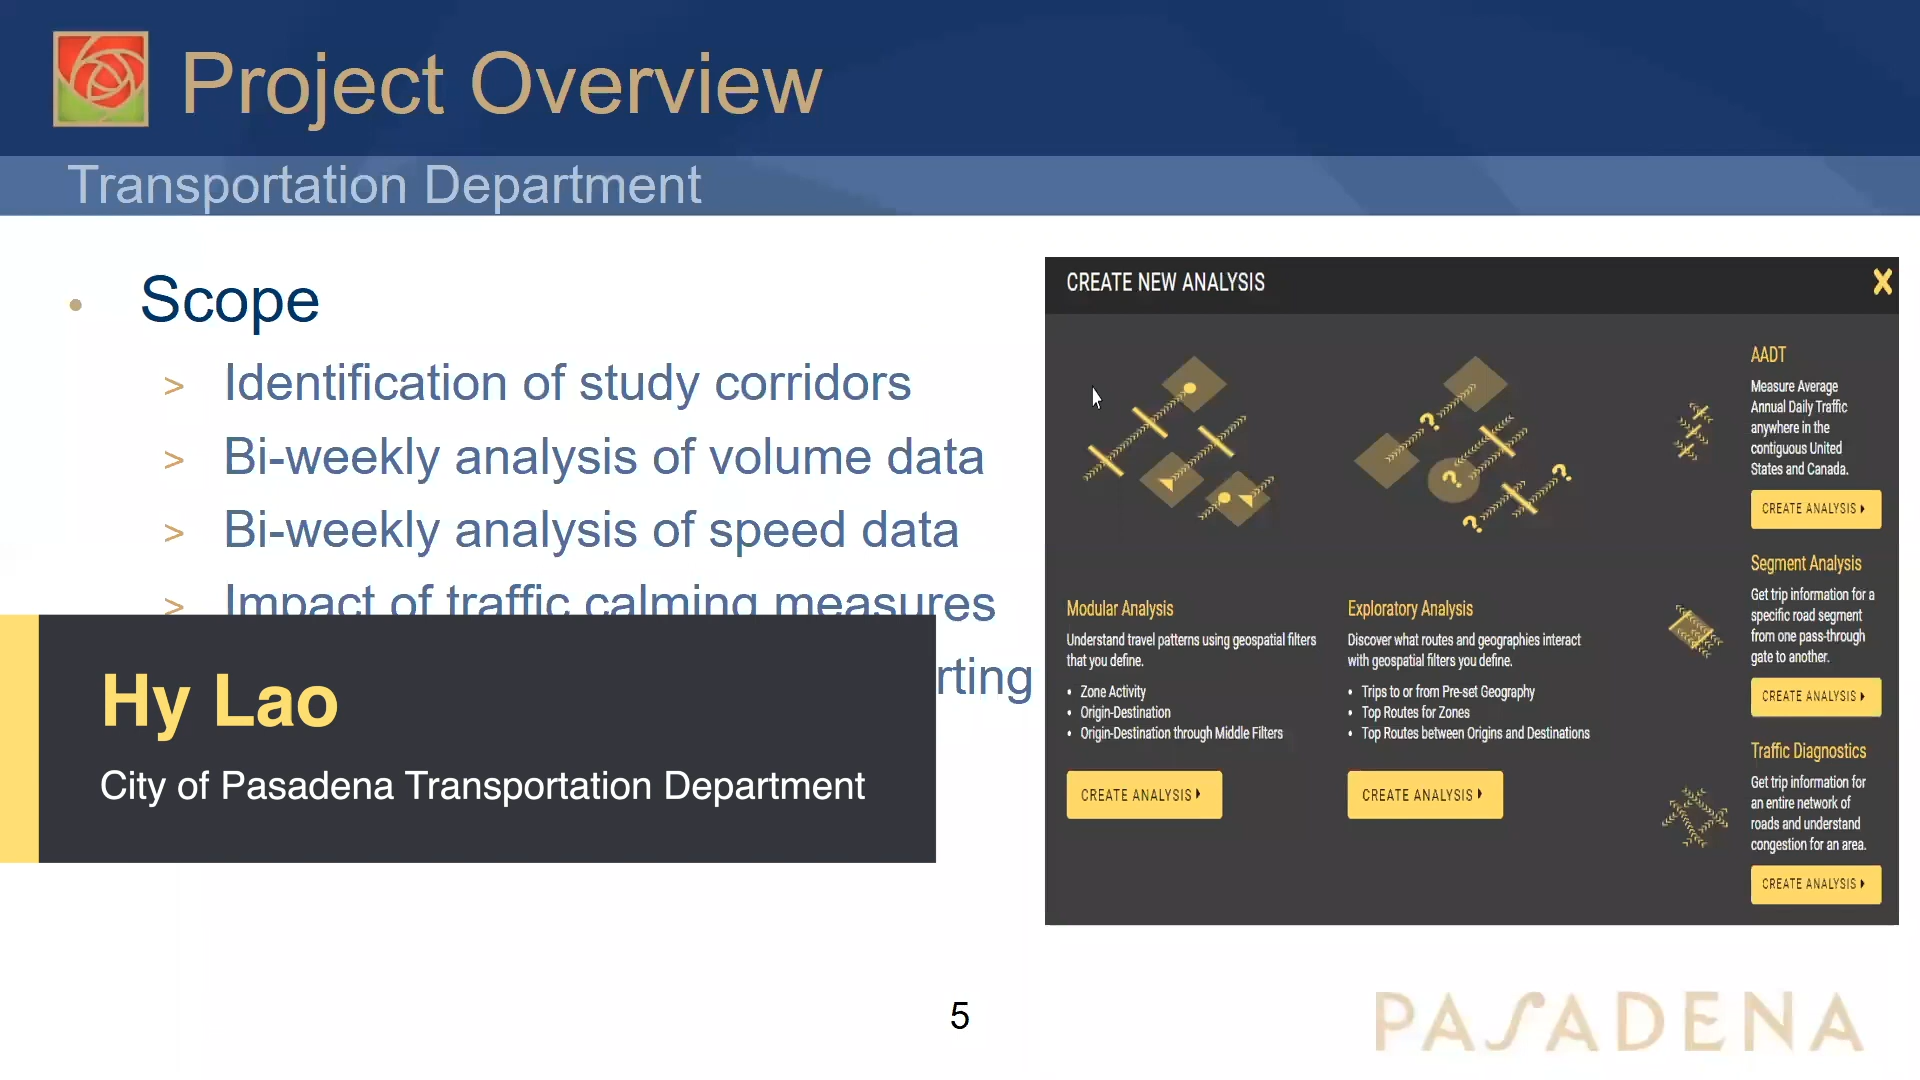 Project Overview
Transportation Department
• Scope
> Identification of study corridors
> Bi-weekly analysis of volume data
> Bi-weekly analysis of speed data
> Impact of traffic calming measures
rting
Hy Lao
City of Pasadena Transportation Department
CREATE NEW ANALYSIS
X
Modular Analysis
Understand travel patterns using geospatial filters
that you define.
• Zone Activity
• Origin-Destination
• Origin-Destination through Middle Filters
CREATE ANALYSIS
Exploratory Analysis
Discover what routes and geographies interact
with geospatial filters you define.
• Trips to or from Pre-set Geography
• Top Routes for Zones
• Top Routes between Origins and Destinations
CREATE ANALYSIS
AADT
Measure Average
Annual Daily Traffic
anywhere in the
contiguous United
States and Canada.
CREATE ANALYSIS
Segment Analysis
Get trip information for a
specific road segment
from one pass-through
gate to another.
CREATE ANALYSIS
Traffic Diagnostics
Get trip information for
an entire network of
roads and understand
congestion for an area.
CREATE ANALYSIS
5
PASADENA